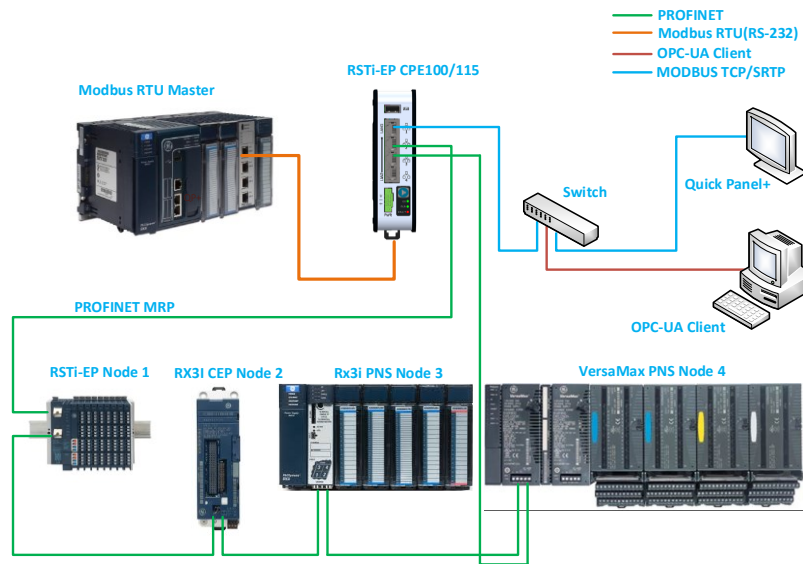 PROFINET
Modbus RTU(RS-232)
OPC-UA Client
MODBUS TCP/SRTP
RSTi-EP CPE100/115
Modbus RTU Master
Switch
Quick Panel+
OPC-UA Client
PROFINET MRP
RSTi-EP Node 1
RX3I CEP Node 2
Rx3i PNS Node 3
VersaMax PNS Node 4